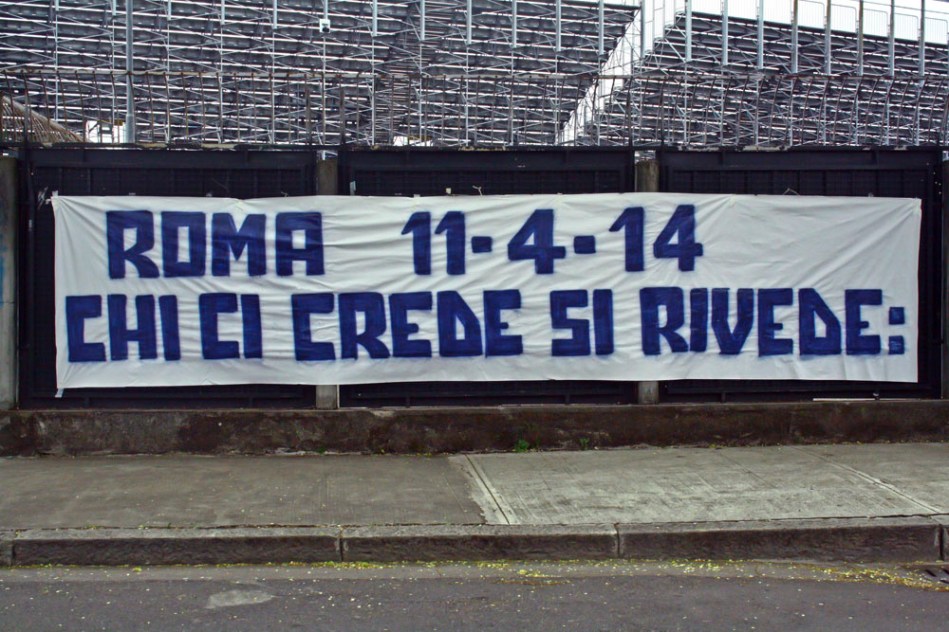 ROMA 11-4-14
CHI CI CREDE SI RIVEDE: